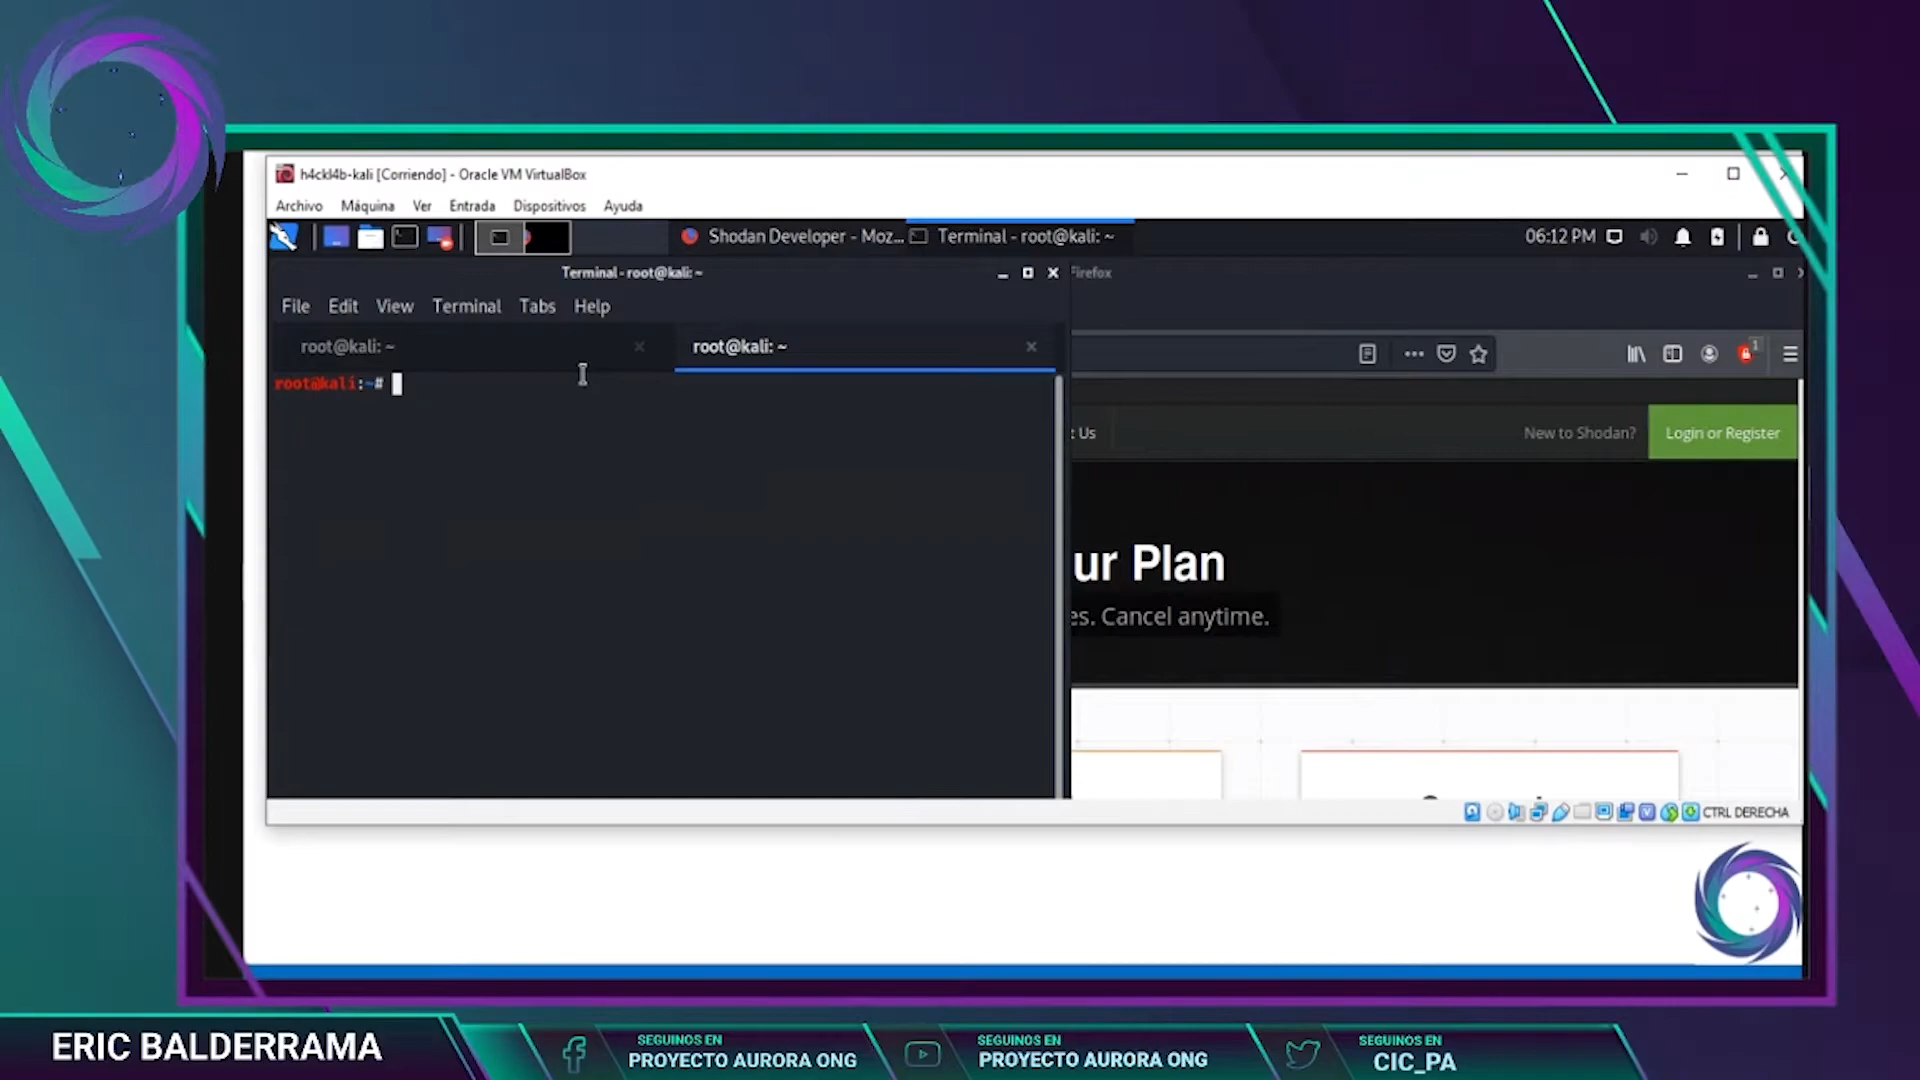 h4ckl4b-kali [Corriendo] - Oracle VM VirtualBox
Archivo Máquina Ver Entrada Dispositivos Ayuda
Shodan Developer - Moz... Terminal - root@kali: ~ 06:12 PM
Terminal - root@kali: ~ Firefox
File Edit View Terminal Tabs Help
root@kali: ~ root@kali: ~
root@kali:~#
t Us New to Shodan? Login or Register
ur Plan
es. Cancel anytime.
CTRL DERECHA
ERIC BALDERRAMA
SEGUINOS EN
PROYECTO AURORA ONG
SEGUINOS EN
PROYECTO AURORA ONG
SEGUINOS EN
CIC_PA